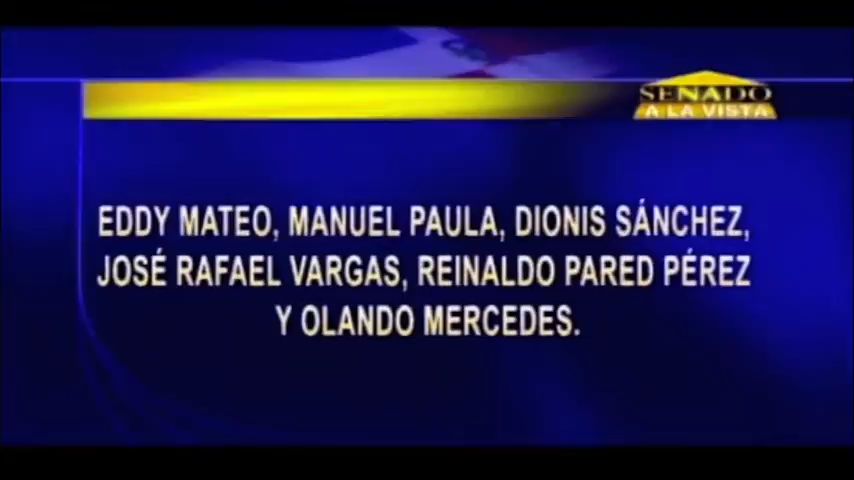 SENADO
A LA VISTA
EDDY MATEO, MANUEL PAULA, DIONIS SÁNCHEZ,
JOSÉ RAFAEL VARGAS, REINALDO PARED PÉREZ
Y OLANDO MERCEDES.